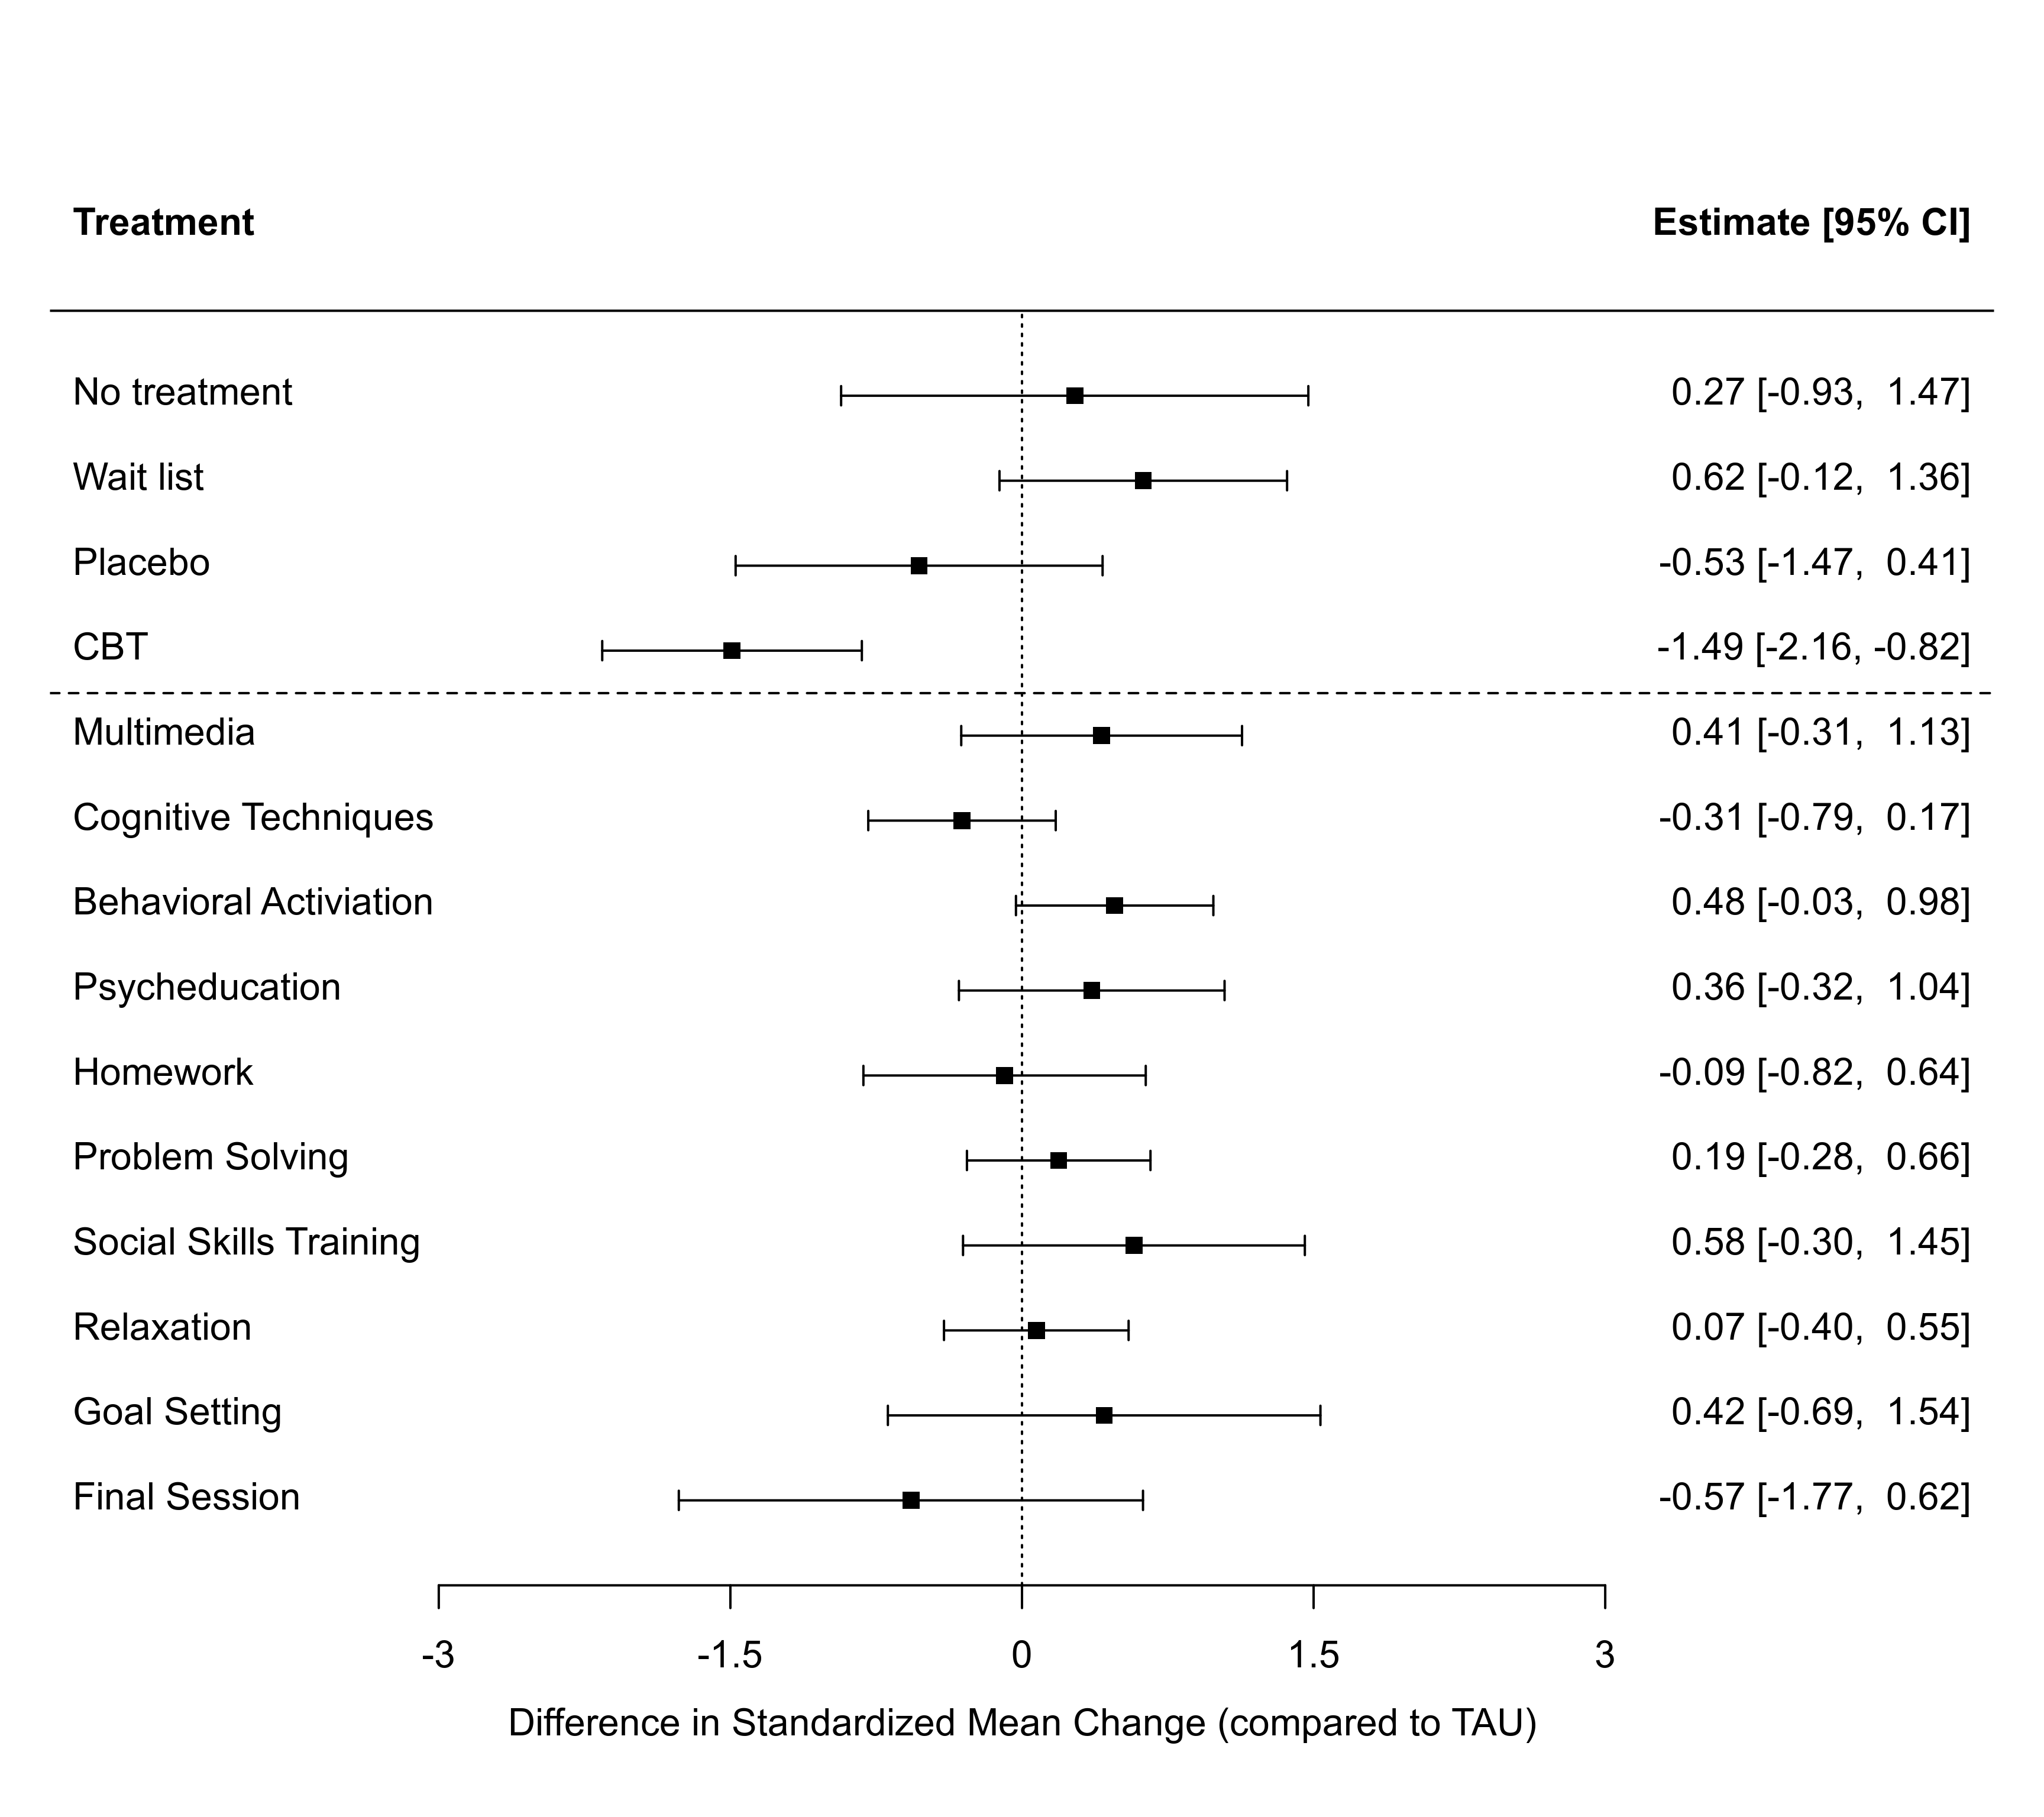 Treatment Estimate [95% CI]
No treatment 0.27 [-0.93, 1.47]
Wait list 0.62 [-0.12, 1.36]
Placebo -0.53 [-1.47, 0.41]
CBT -1.49 [-2.16, -0.82]
Multimedia 0.41 [-0.31, 1.13]
Cognitive Techniques -0.31 [-0.79, 0.17]
Behavioral Activiation 0.48 [-0.03, 0.98]
Psycheducation 0.36 [-0.32, 1.04]
Homework -0.09 [-0.82, 0.64]
Problem Solving 0.19 [-0.28, 0.66]
Social Skills Training 0.58 [-0.30, 1.45]
Relaxation 0.07 [-0.40, 0.55]
Goal Setting 0.42 [-0.69, 1.54]
Final Session -0.57 [-1.77, 0.62]
-3 -1.5 0 1.5 3
Difference in Standardized Mean Change (compared to TAU)